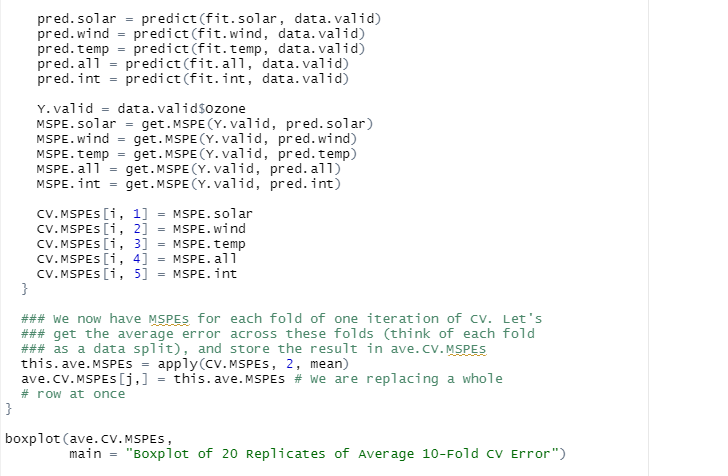 pred.solar = predict(fit.solar, data.valid)
pred.wind = predict(fit.wind, data.valid)
pred.temp = predict(fit.temp, data.valid)
pred.all = predict(fit.all, data.valid)
pred.int = predict(fit.int, data.valid)
Y.valid = data.valid$Ozone
MSPE.solar = get.MSPE(Y.valid, pred.solar)
MSPE.wind = get.MSPE(Y.valid, pred.wind)
MSPE.temp = get.MSPE(Y.valid, pred.temp)
MSPE.all = get.MSPE(Y.valid, pred.all)
MSPE.int = get.MSPE(Y.valid, pred.int)
CV.MSPEs[i, 1] = MSPE.solar
CV.MSPEs[i, 2] = MSPE.wind
CV.MSPEs[i, 3] = MSPE.temp
CV.MSPEs[i, 4] = MSPE.all
CV.MSPEs[i, 5] = MSPE.int
}
### We now have MSPEs for each fold of one iteration of CV. Let's
### get the average error across these folds (think of each fold
### as a data split), and store the result in ave.CV.MSPEs
this.ave.MSPEs = apply(CV.MSPEs, 2, mean)
ave.CV.MSPEs[j,] = this.ave.MSPEs # We are replacing a whole
# row at once
}
boxplot(ave.CV.MSPEs,
main = "Boxplot of 20 Replicates of Average 10-Fold CV Error")